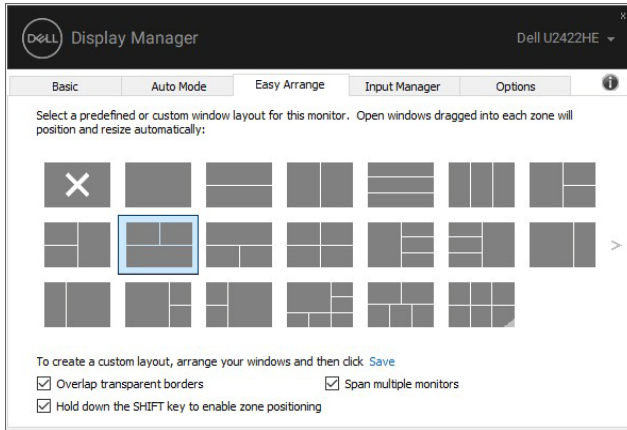 DELL Display Manager
Dell U2422HE
x
Basic
Auto Mode
Easy Arrange
Input Manager
Options
Select a predefined or custom window layout for this monitor. Open windows dragged into each zone will
position and resize automatically:
>
To create a custom layout, arrange your windows and then click Save
Overlap transparent borders
Span multiple monitors
Hold down the SHIFT key to enable zone positioning